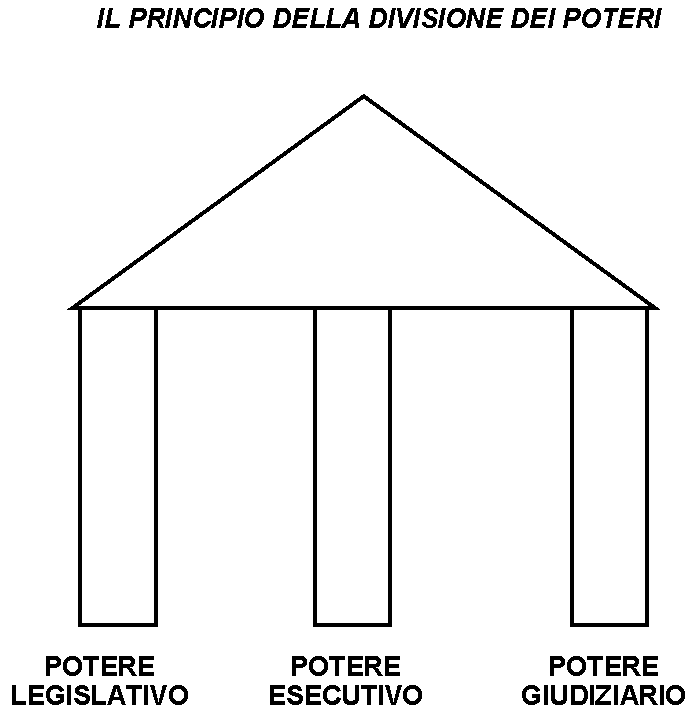 IL PRINCIPIO DELLA DIVISIONE DEI POTERI
POTERE
LEGISLATIVO
POTERE
ESECUTIVO
POTERE
GIUDIZIARIO